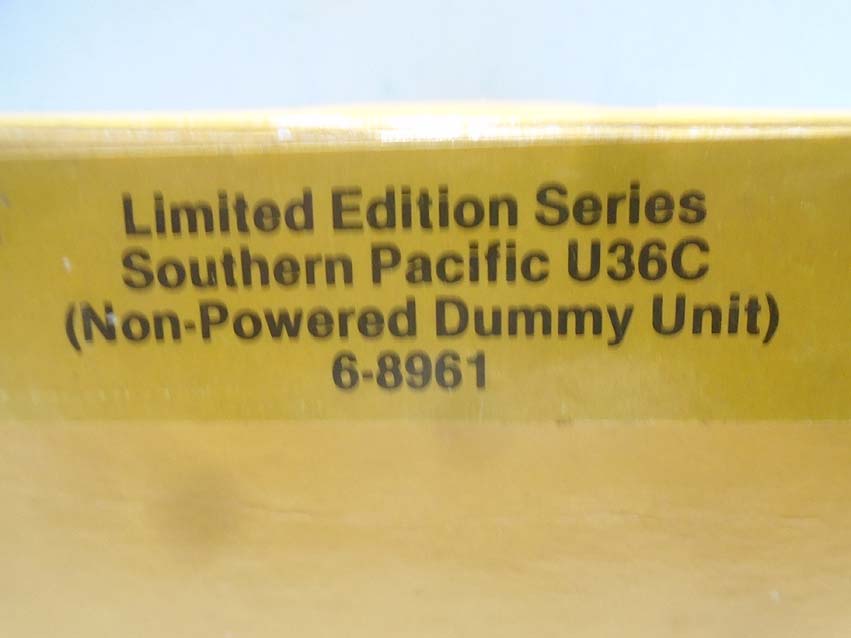 Limited Edition Series
Southern Pacific U36C
(Non-Powered Dummy Unit)
6-8961